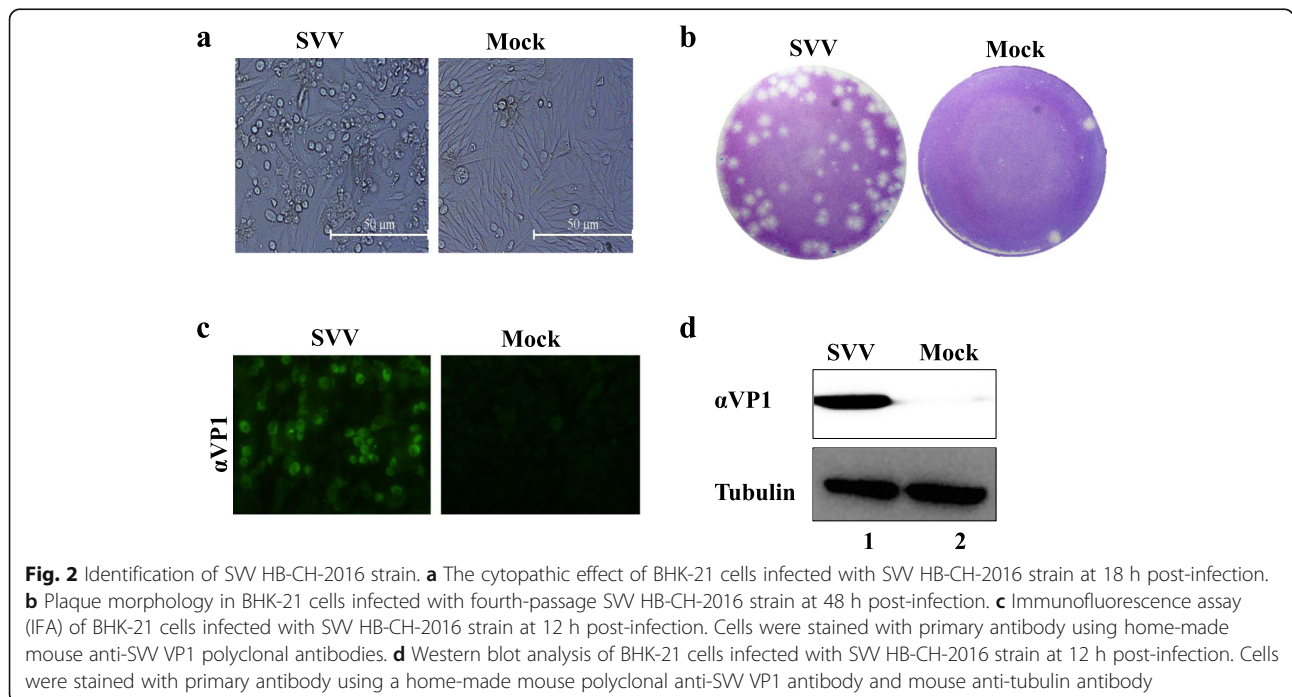 a
SVV Mock
50 µm 50 µm
b
SVV Mock
c
SVV Mock
αVP1
d
SVV Mock
αVP1
Tubulin
1 2
Fig. 2 Identification of SVV HB-CH-2016 strain. a The cytopathic effect of BHK-21 cells infected with SVV HB-CH-2016 strain at 18 h post-infection.
b Plaque morphology in BHK-21 cells infected with fourth-passage SVV HB-CH-2016 strain at 48 h post-infection. c Immunofluorescence assay
(IFA) of BHK-21 cells infected with SVV HB-CH-2016 strain at 12 h post-infection. Cells were stained with primary antibody using home-made
mouse anti-SVV VP1 polyclonal antibodies. d Western blot analysis of BHK-21 cells infected with SVV HB-CH-2016 strain at 12 h post-infection. Cells
were stained with primary antibody using a home-made mouse polyclonal anti-SVV VP1 antibody and mouse anti-tubulin antibody